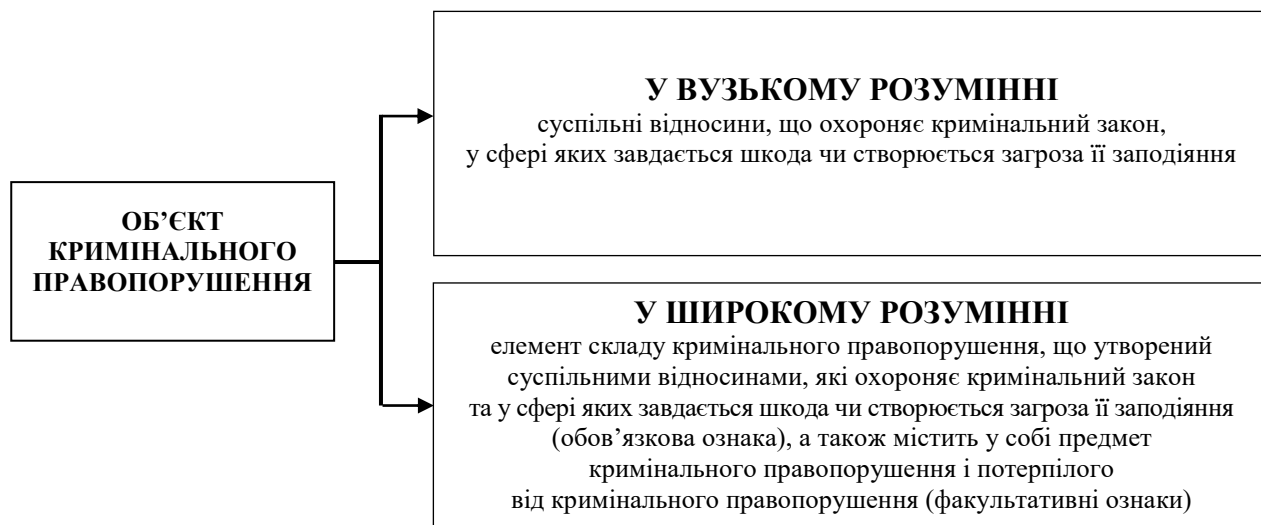 ОБ’ЄКТ
КРИМІНАЛЬНОГО
ПРАВОПОРУШЕННЯ
У ВУЗЬКОМУ РОЗУМІННІ
суспільні відносини, що охороняє кримінальний закон,
у сфері яких завдається шкода чи створюється загроза її заподіяння
У ШИРОКОМУ РОЗУМІННІ
елемент складу кримінального правопорушення, що утворений
суспільними відносинами, які охороняє кримінальний закон
та у сфері яких завдається шкода чи створюється загроза її заподіяння
(обов’язкова ознака), а також містить у собі предмет
кримінального правопорушення і потерпілого
від кримінального правопорушення (факультативні ознаки)